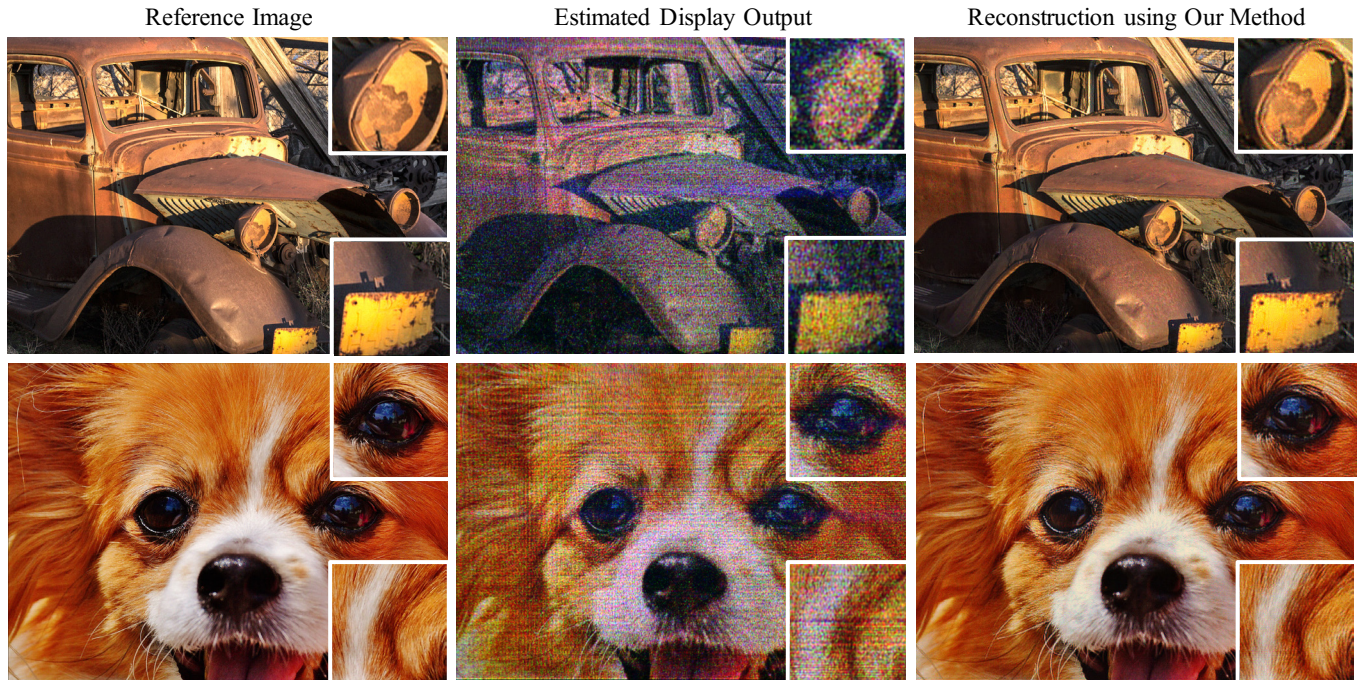 Reference Image
Estimated Display Output
Reconstruction using Our Method